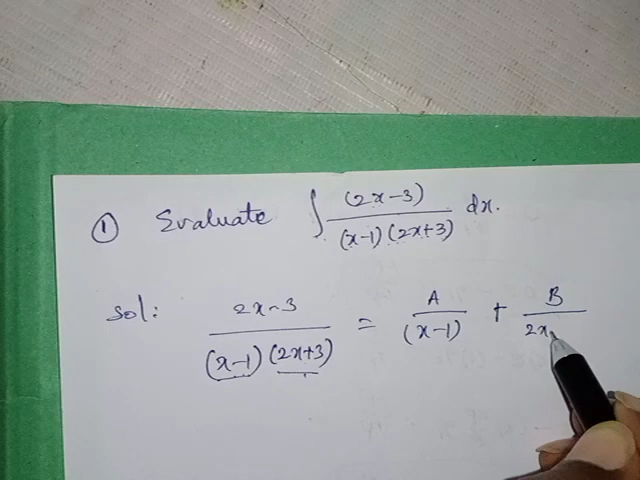 ① Evaluate ∫ (2x-3) / (x-1)(2x+3) dx.
Sol: 2x-3 / (x-1)(2x+3) = A / (x-1) + B / 2x